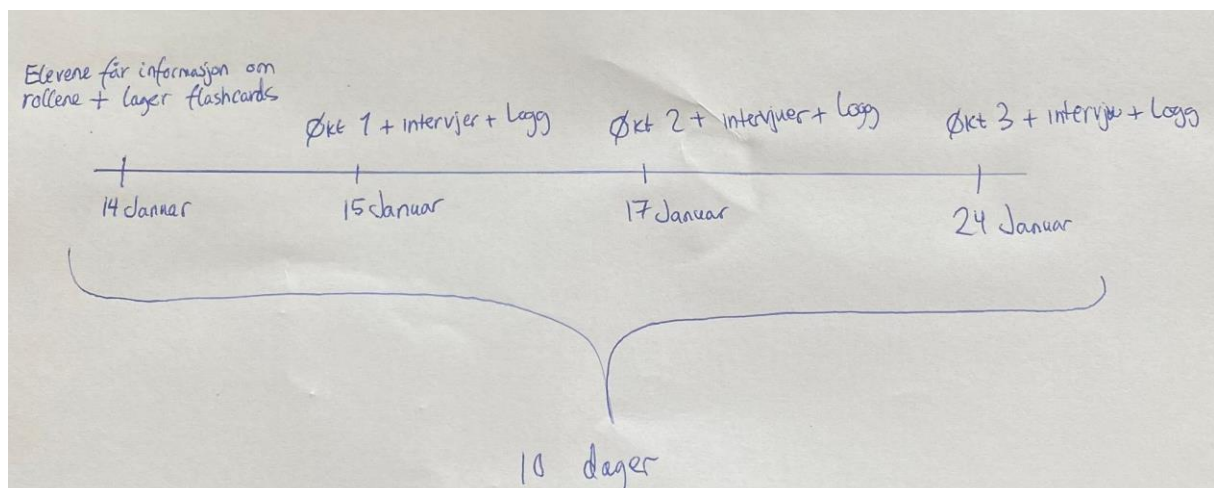 Elevene får informasjon om
rollene + lager flashcards
Økt 1 + intervjer + Logg
Økt 2 + intervjuer + Logg
Økt 3 + intervju + Logg
14 Januar
15 Januar
17 Januar
24 Januar
10 dager